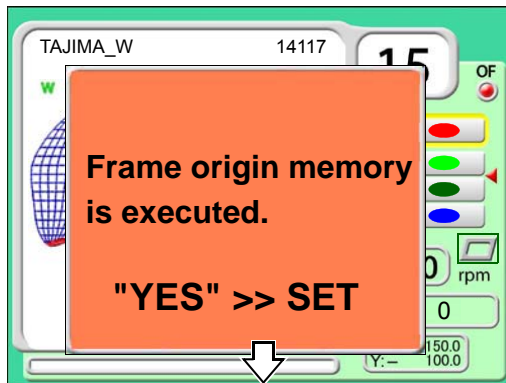 TAJIMA_W 14117
15
OF
W
Frame origin memory
is executed.
"YES" >> SET
rpm
0
150.0
Y: – 100.0